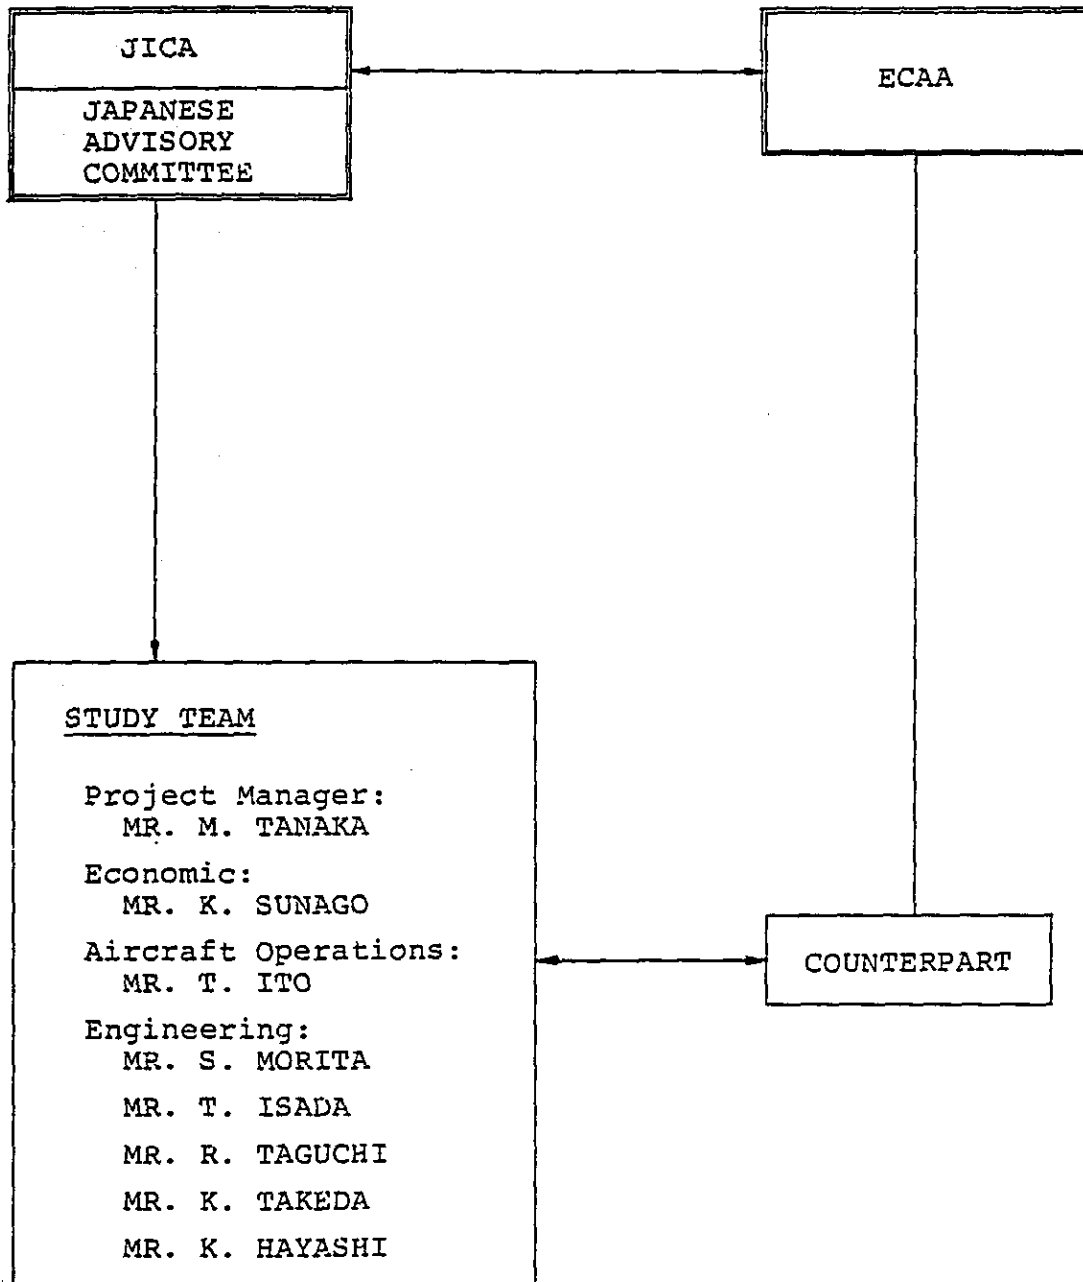 JICA
JAPANESE
ADVISORY
COMMITTEE
ECAA
STUDY TEAM
Project Manager:
MR. M. TANAKA
Economic:
MR. K. SUNAGO
Aircraft Operations:
MR. T. ITO
Engineering:
MR. S. MORITA
MR. T. ISADA
MR. R. TAGUCHI
MR. K. TAKEDA
MR. K. HAYASHI
COUNTERPART